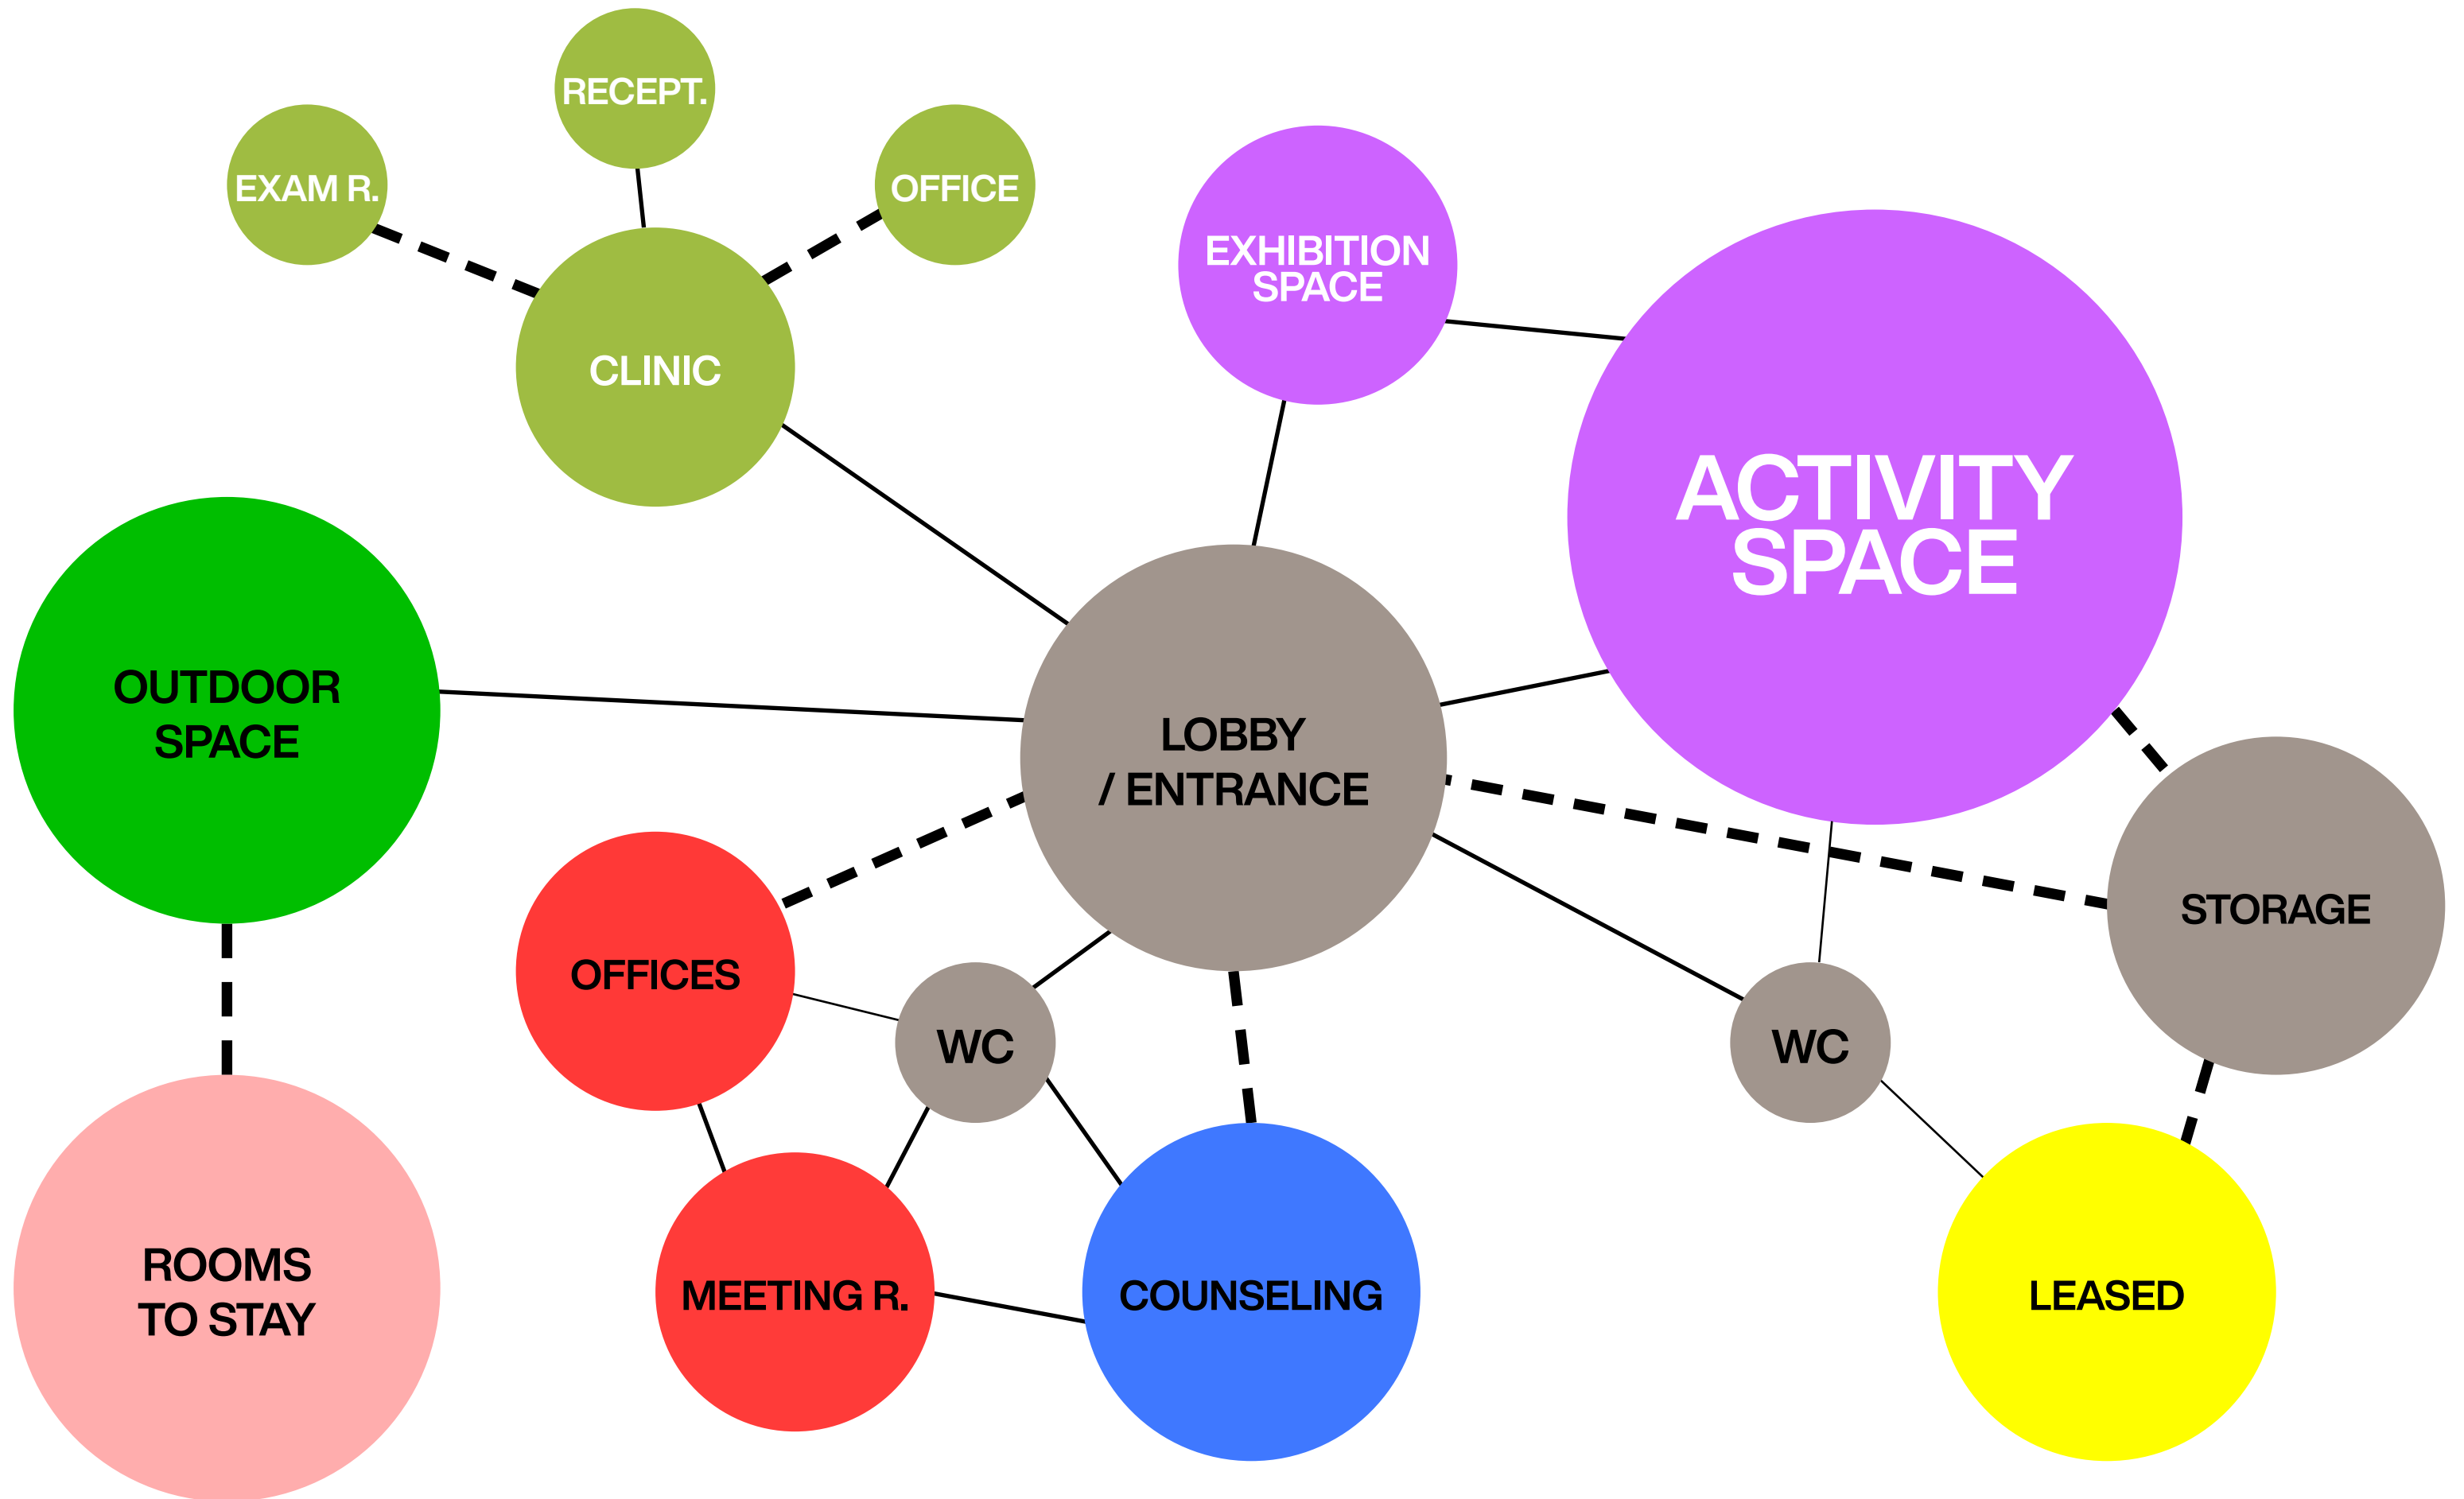 RECEPT.
EXAM R.
OFFICE
EXHIBITION
SPACE
CLINIC
ACTIVITY
SPACE
OUTDOOR
SPACE
LOBBY
/ ENTRANCE
STORAGE
OFFICES
WC
WC
ROOMS
TO STAY
MEETING R.
COUNSELING
LEASED